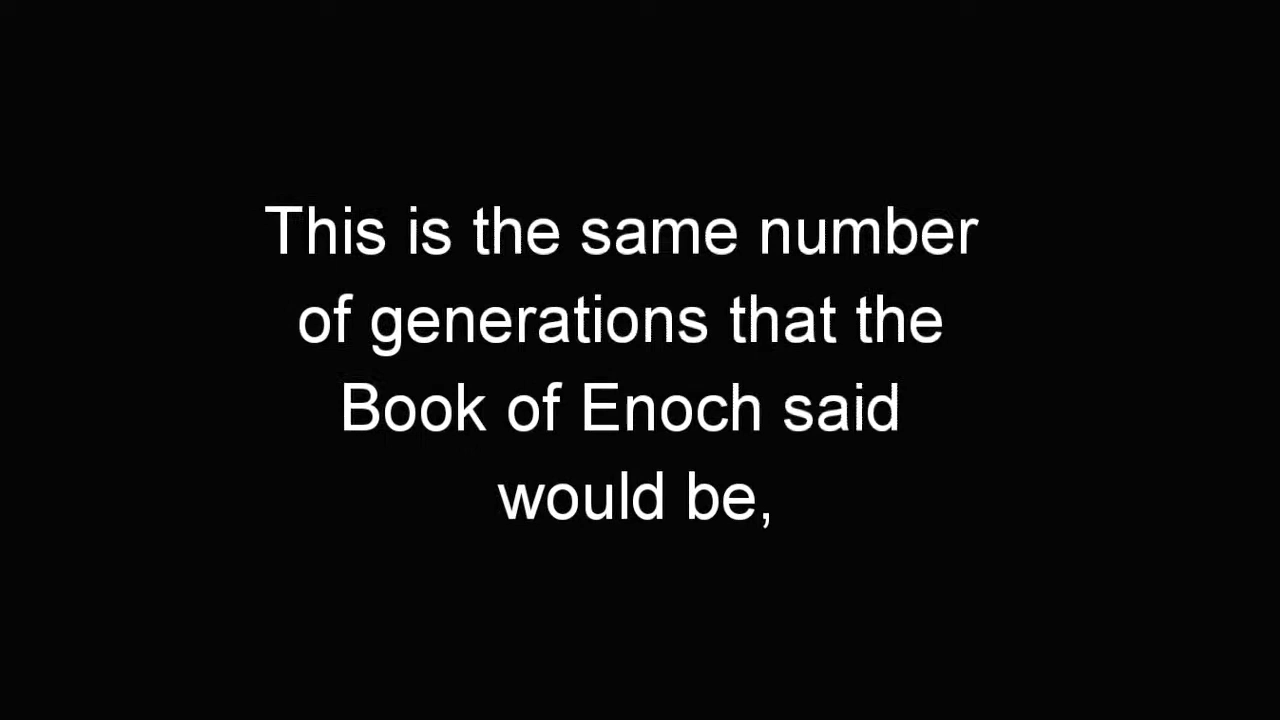 This is the same number
of generations that the
Book of Enoch said
would be,